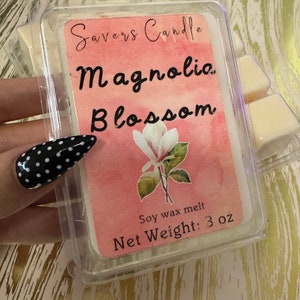 Savers Candle
Magnolia
Blossom
Soy wax melt
Net Weight: 3 oz